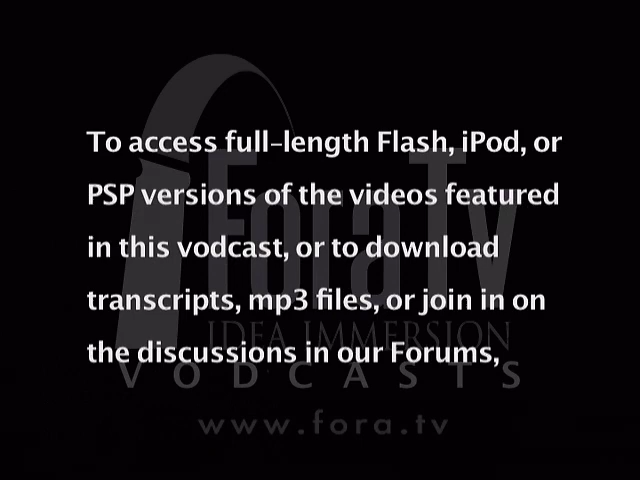 To access full-length Flash, iPod, or
PSP versions of the videos featured
in this vodcast, or to download
transcripts, mp3 files, or join in on
the discussions in our Forums,
ForaTv
IDEA IMMERSION
VODCASTS
www.fora.tv